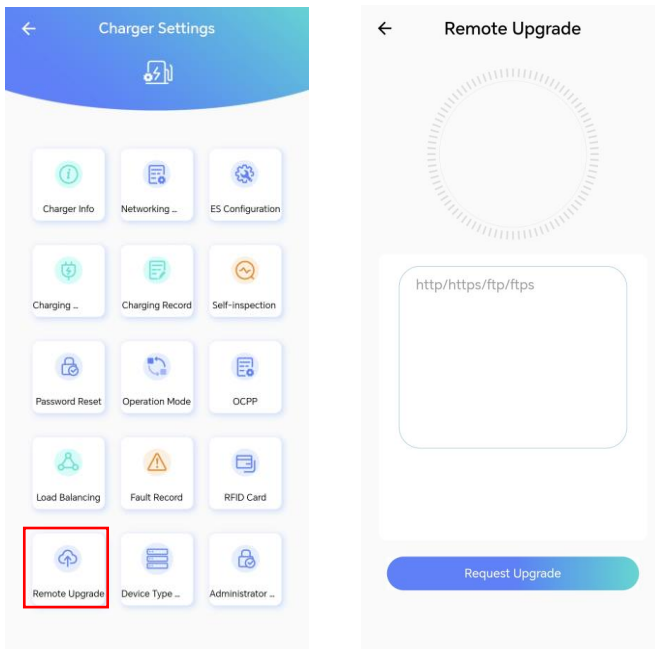 Charger Settings
Charger Info
Networking ...
ES Configuration
Charging ...
Charging Record
Self-inspection
Password Reset
Operation Mode
OCPP
Load Balancing
Fault Record
RFID Card
Remote Upgrade
Device Type ...
Administrator ...
Remote Upgrade
http/https/ftp/ftps
Request Upgrade